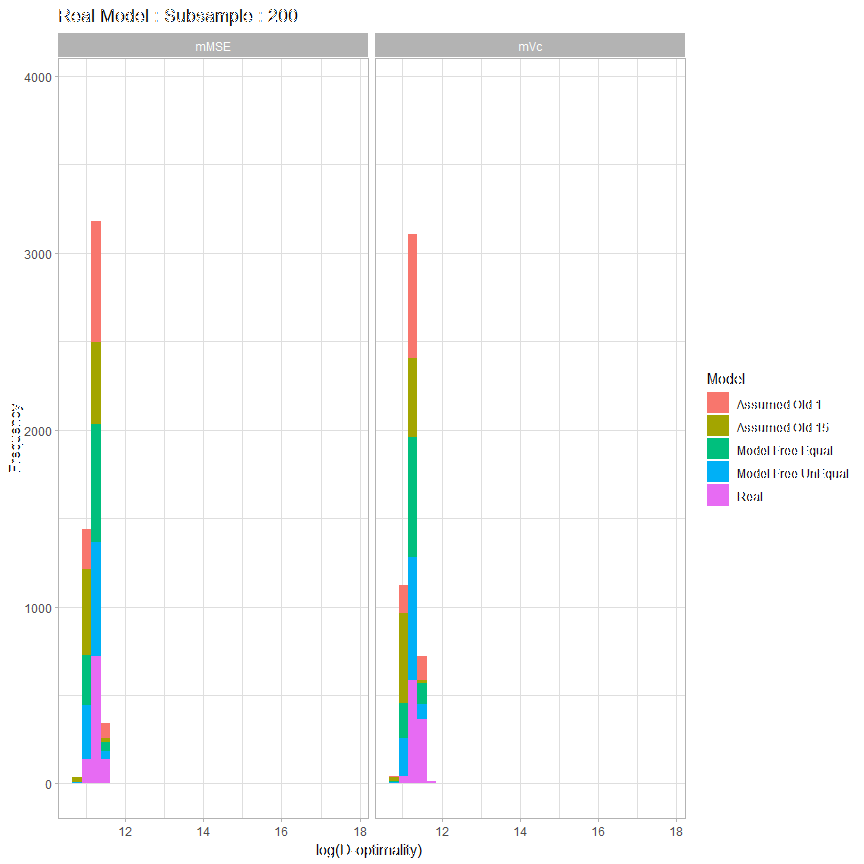 Real Model : Subsample : 200
mMSE
mVc
4000
3000
2000
1000
0
Frequency
12
14
16
18
12
14
16
18
log(D-optimality)
Model
Assumed Old 1
Assumed Old 15
Model Free Equal
Model Free UnEqual
Real